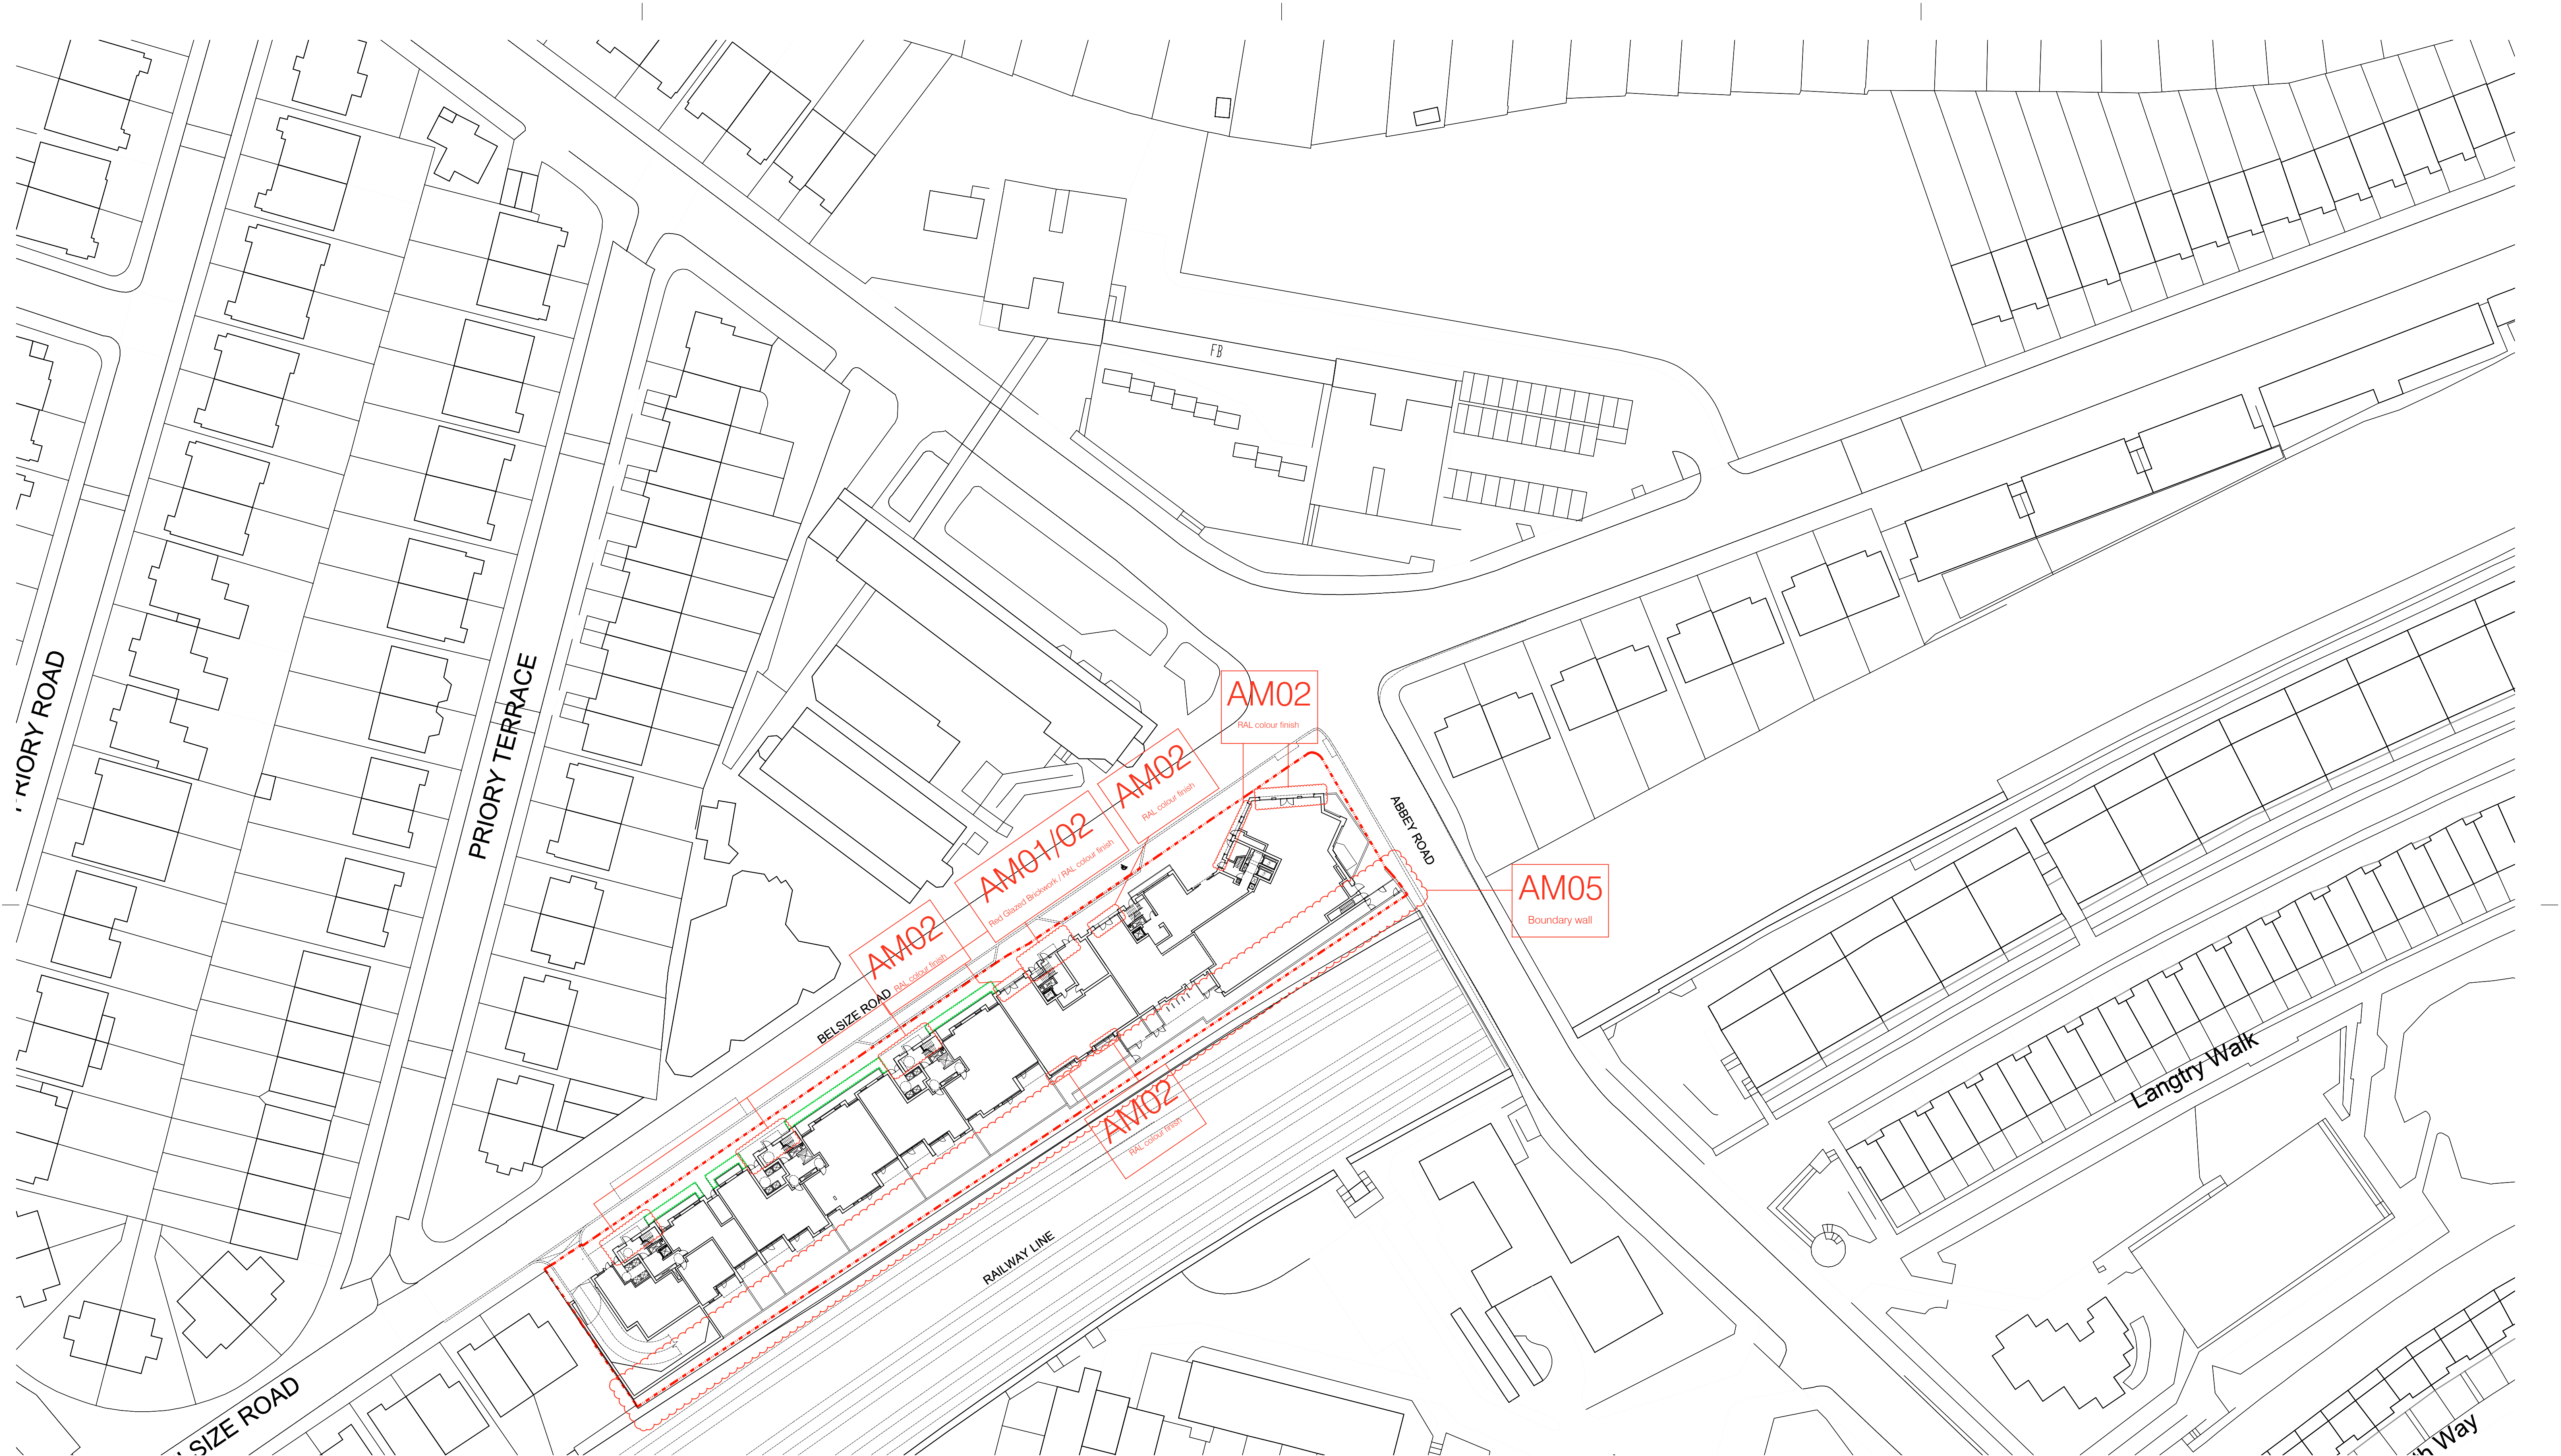 FB
PRIORY ROAD
PRIORY TERRACE
AM02
RAL colour finish
AM02
RAL colour finish
AM01/02
Red Glazed Brickwork / RAL colour finish
ABBEY ROAD
AM05
Boundary wall
AM02
RAL colour finish
BELSIZE ROAD
Langtry Walk
AM02
RAL colour finish
RAILWAY LINE
LSIZE ROAD
h Way